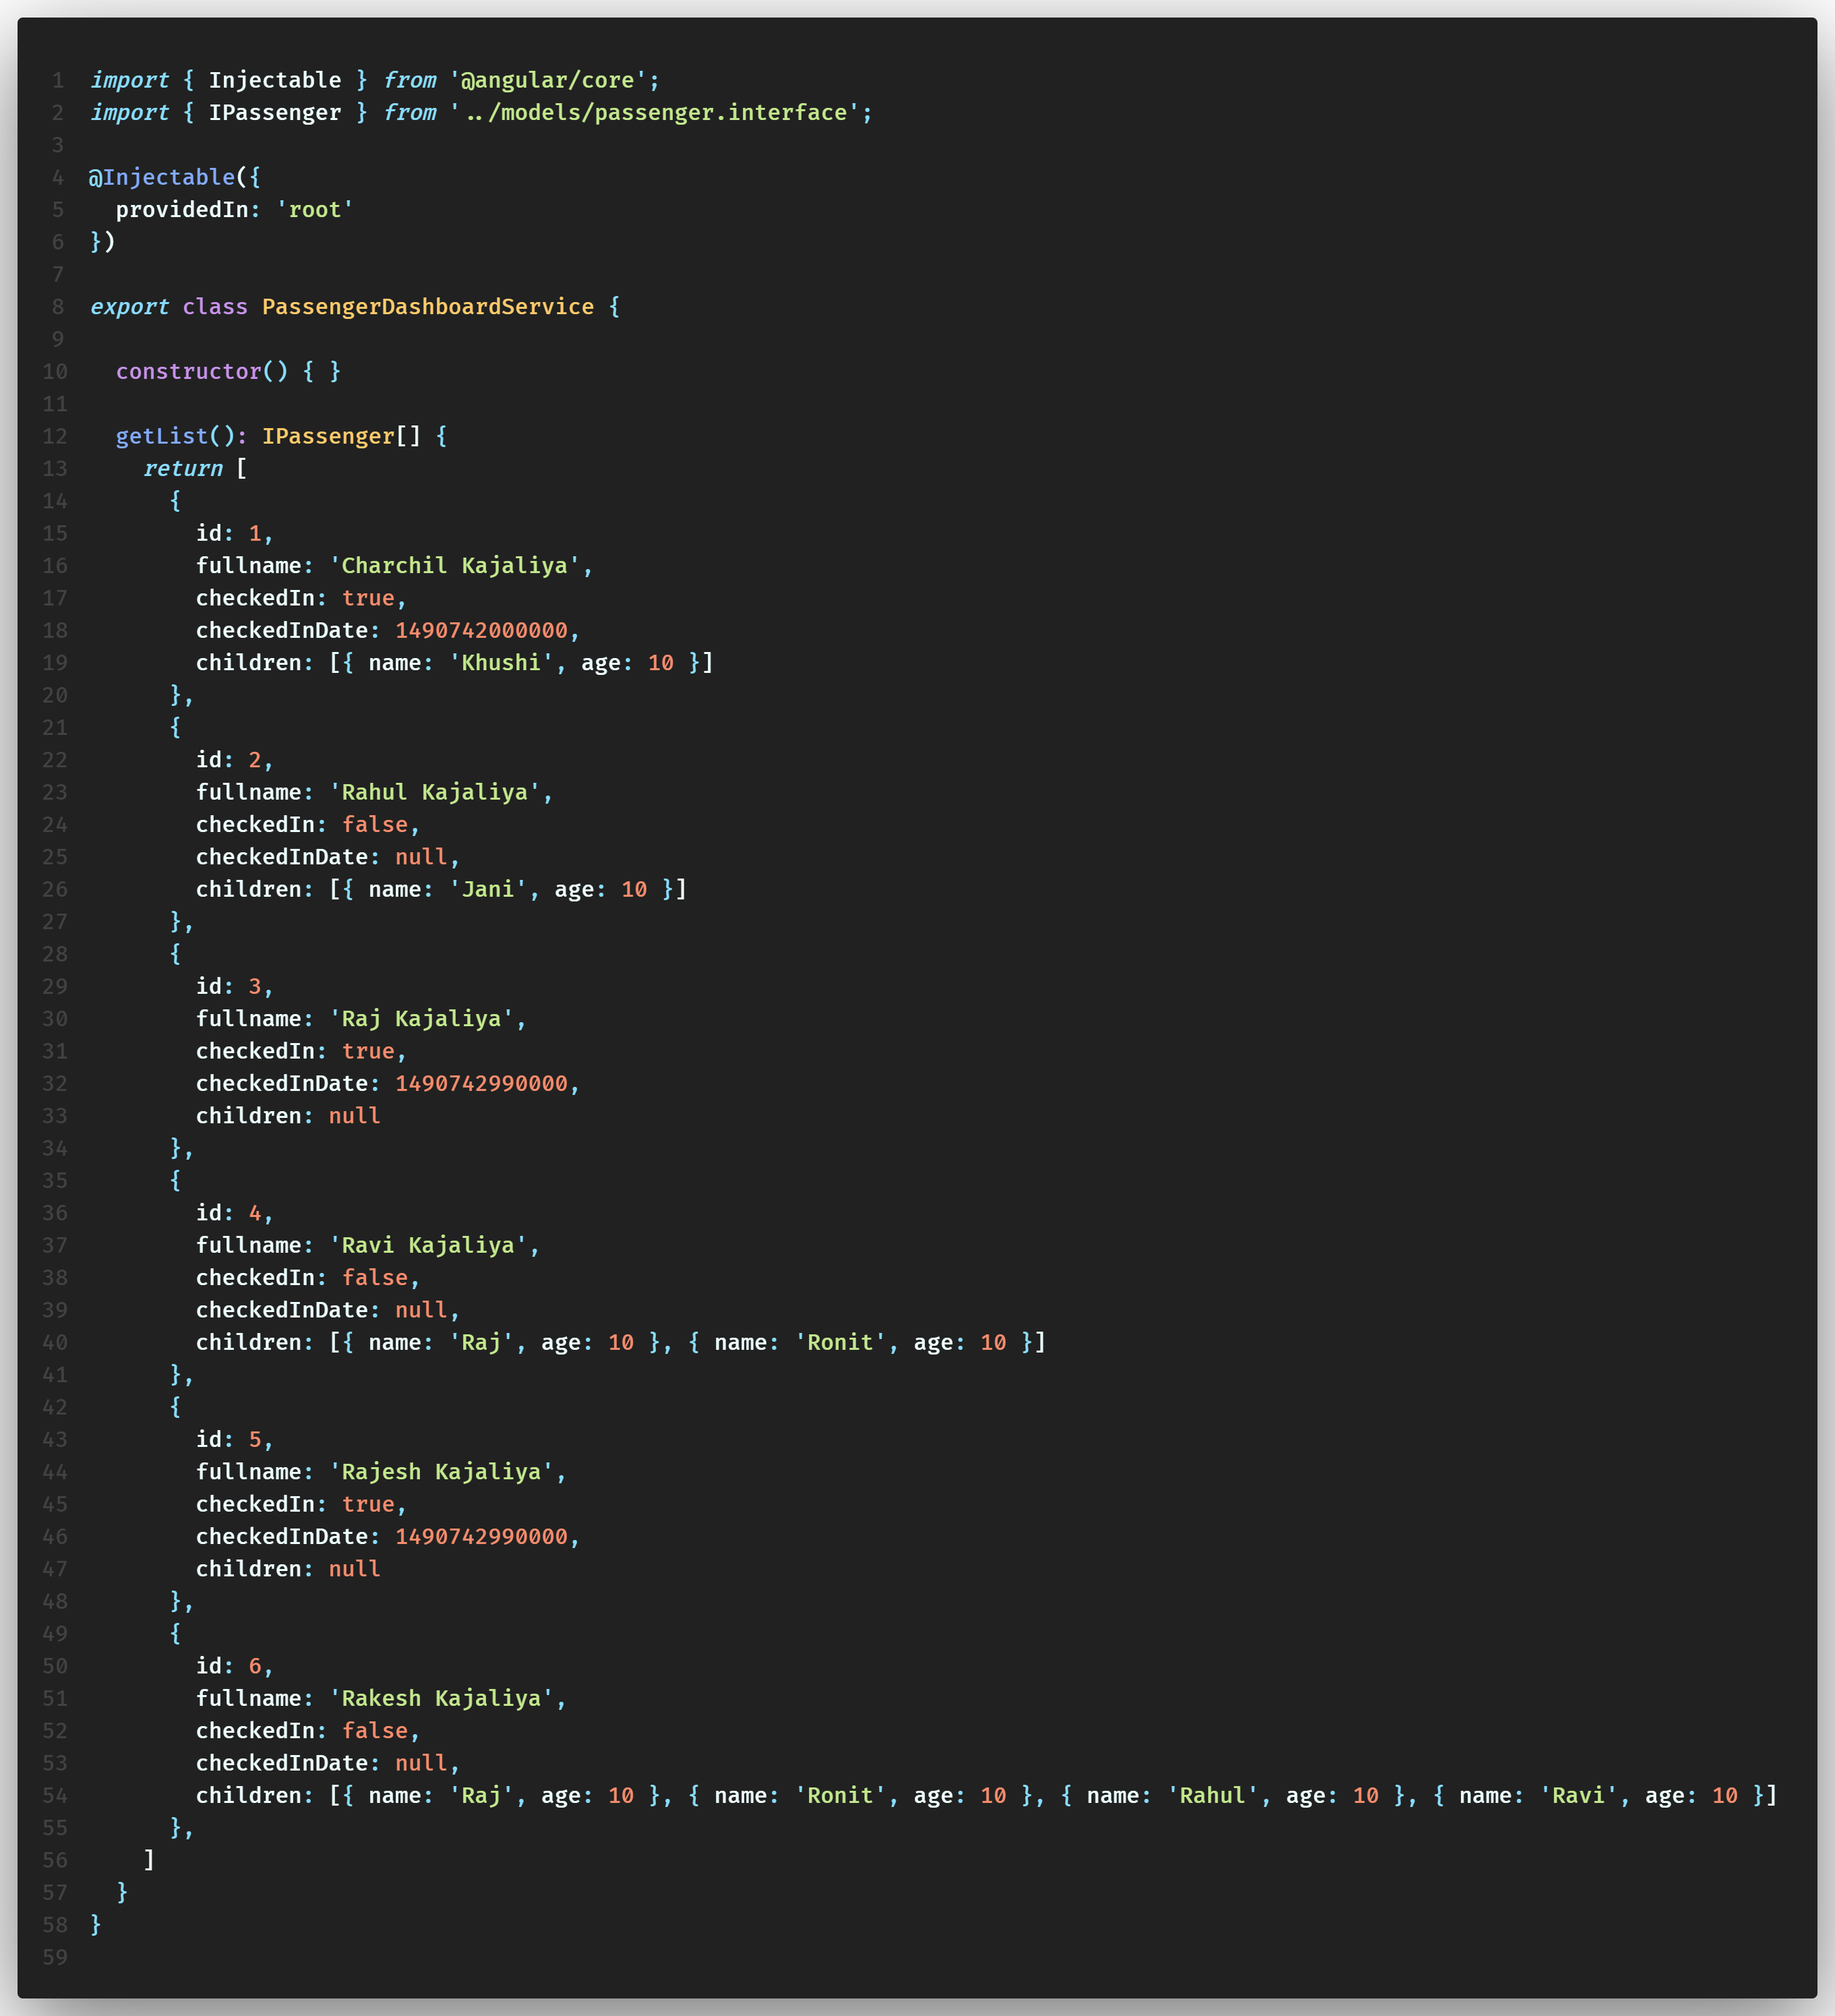 1 import { Injectable } from '@angular/core';
2 import { IPassenger } from '../models/passenger.interface';
3
4 @Injectable({
5   providedIn: 'root'
6 })
7
8 export class PassengerDashboardService {
9
10   constructor() { }
11
12   getList(): IPassenger[] {
13     return [
14       {
15         id: 1,
16         fullname: 'Charchil Kajaliya',
17         checkedIn: true,
18         checkedInDate: 1490742000000,
19         children: [{ name: 'Khushi', age: 10 }]
20       },
21       {
22         id: 2,
23         fullname: 'Rahul Kajaliya',
24         checkedIn: false,
25         checkedInDate: null,
26         children: [{ name: 'Jani', age: 10 }]
27       },
28       {
29         id: 3,
30         fullname: 'Raj Kajaliya',
31         checkedIn: true,
32         checkedInDate: 1490742990000,
33         children: null
34       },
35       {
36         id: 4,
37         fullname: 'Ravi Kajaliya',
38         checkedIn: false,
39         checkedInDate: null,
40         children: [{ name: 'Raj', age: 10 }, { name: 'Ronit', age: 10 }]
41       },
42       {
43         id: 5,
44         fullname: 'Rajesh Kajaliya',
45         checkedIn: true,
46         checkedInDate: 1490742990000,
47         children: null
48       },
49       {
50         id: 6,
51         fullname: 'Rakesh Kajaliya',
52         checkedIn: false,
53         checkedInDate: null,
54         children: [{ name: 'Raj', age: 10 }, { name: 'Ronit', age: 10 }, { name: 'Rahul', age: 10 }, { name: 'Ravi', age: 10 }]
55       },
56     ]
57   }
58 }
59